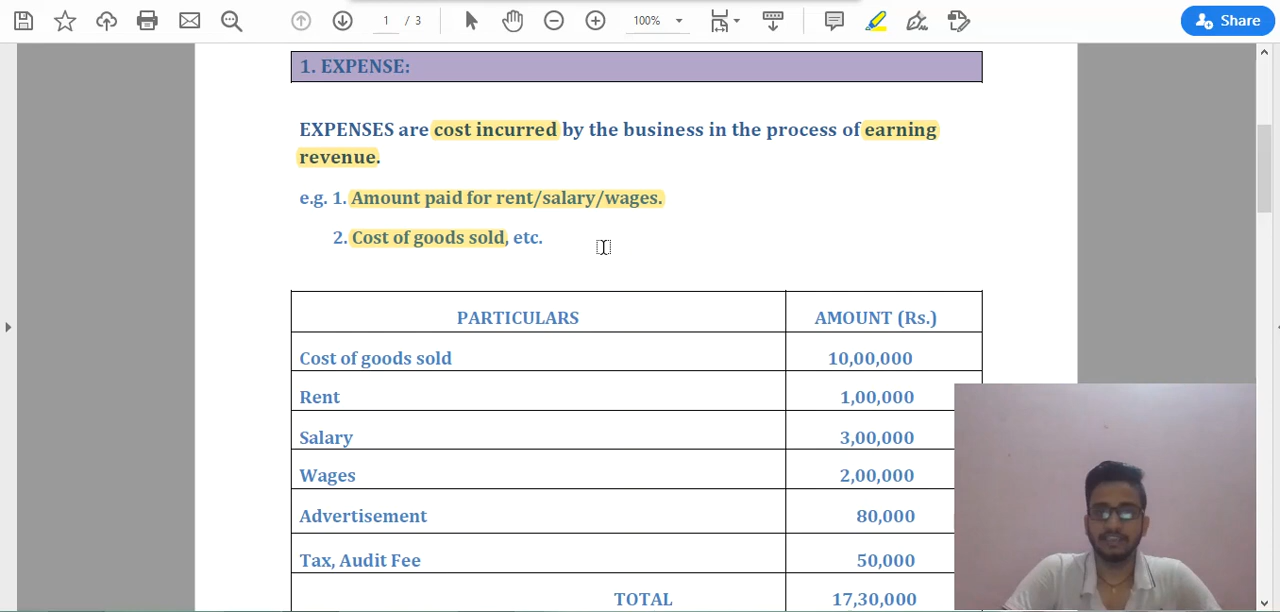 1 / 3
100%
Share
1. EXPENSE:
EXPENSES are cost incurred by the business in the process of earning
revenue.
e.g. 1. Amount paid for rent/salary/wages.
2. Cost of goods sold, etc.
PARTICULARS AMOUNT (Rs.)
Cost of goods sold 10,00,000
Rent 1,00,000
Salary 3,00,000
Wages 2,00,000
Advertisement 80,000
Tax, Audit Fee 50,000
TOTAL 17,30,000